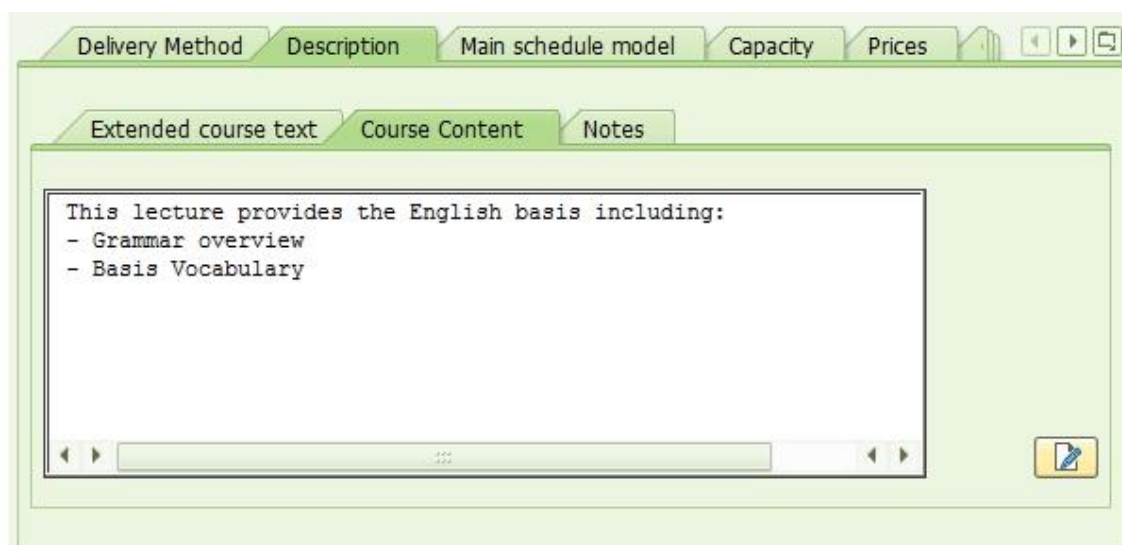 Delivery Method Description Main schedule model Capacity Prices
Extended course text Course Content Notes
This lecture provides the English basis including:
- Grammar overview
- Basis Vocabulary